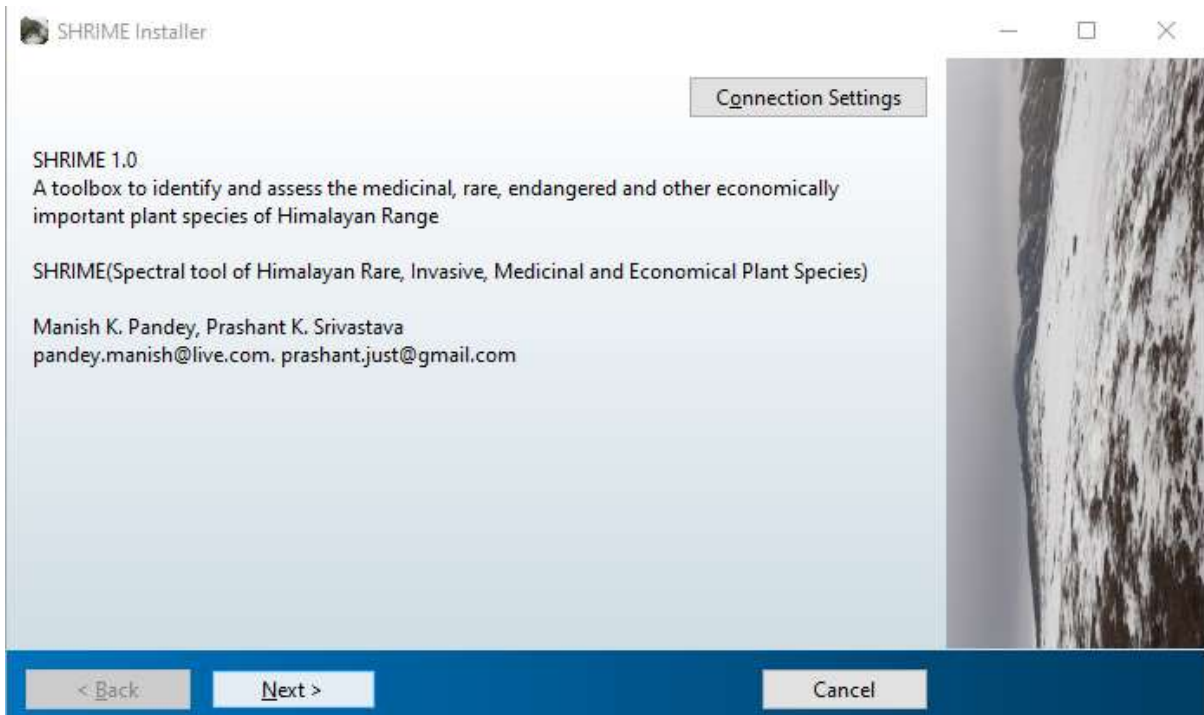 SHRIME Installer
Connection Settings
SHRIME 1.0
A toolbox to identify and assess the medicinal, rare, endangered and other economically
important plant species of Himalayan Range
SHRIME(Spectral tool of Himalayan Rare, Invasive, Medicinal and Economical Plant Species)
Manish K. Pandey, Prashant K. Srivastava
pandey.manish@live.com. prashant.just@gmail.com
< Back
Next >
Cancel